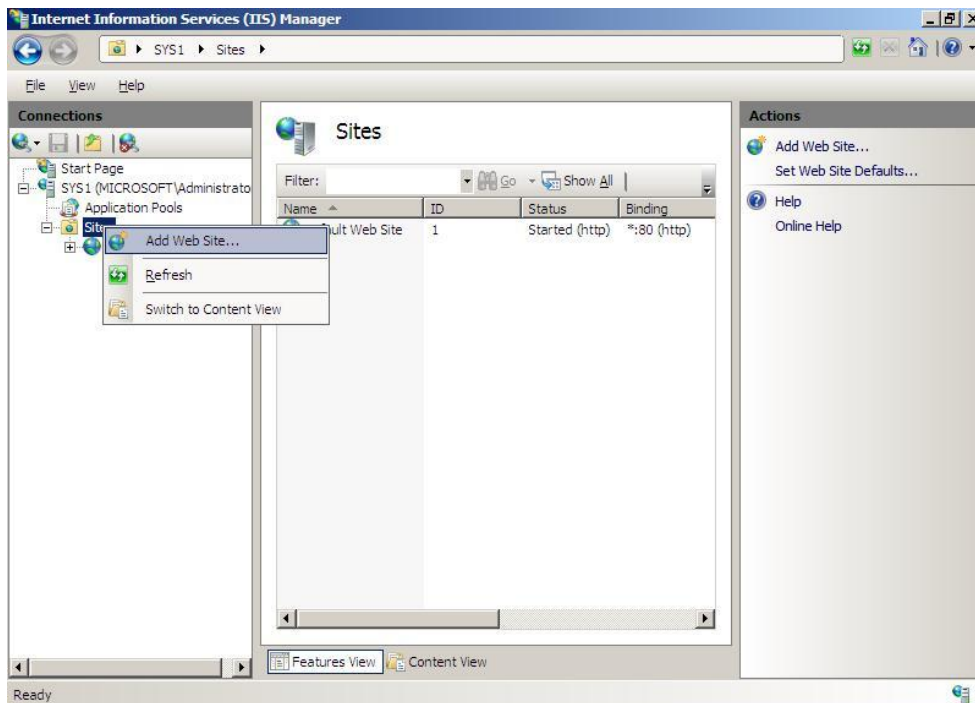 Internet Information Services (IIS) Manager
SYS1 Sites
File View Help
Connections
Start Page
SYS1 (MICROSOFT\Administrato
Application Pools
Sites
Add Web Site...
Refresh
Switch to Content View
Sites
Filter: Go Show All
Name ID Status Binding
ult Web Site 1 Started (http) *:80 (http)
Features View Content View
Actions
Add Web Site...
Set Web Site Defaults...
Help
Online Help
Ready